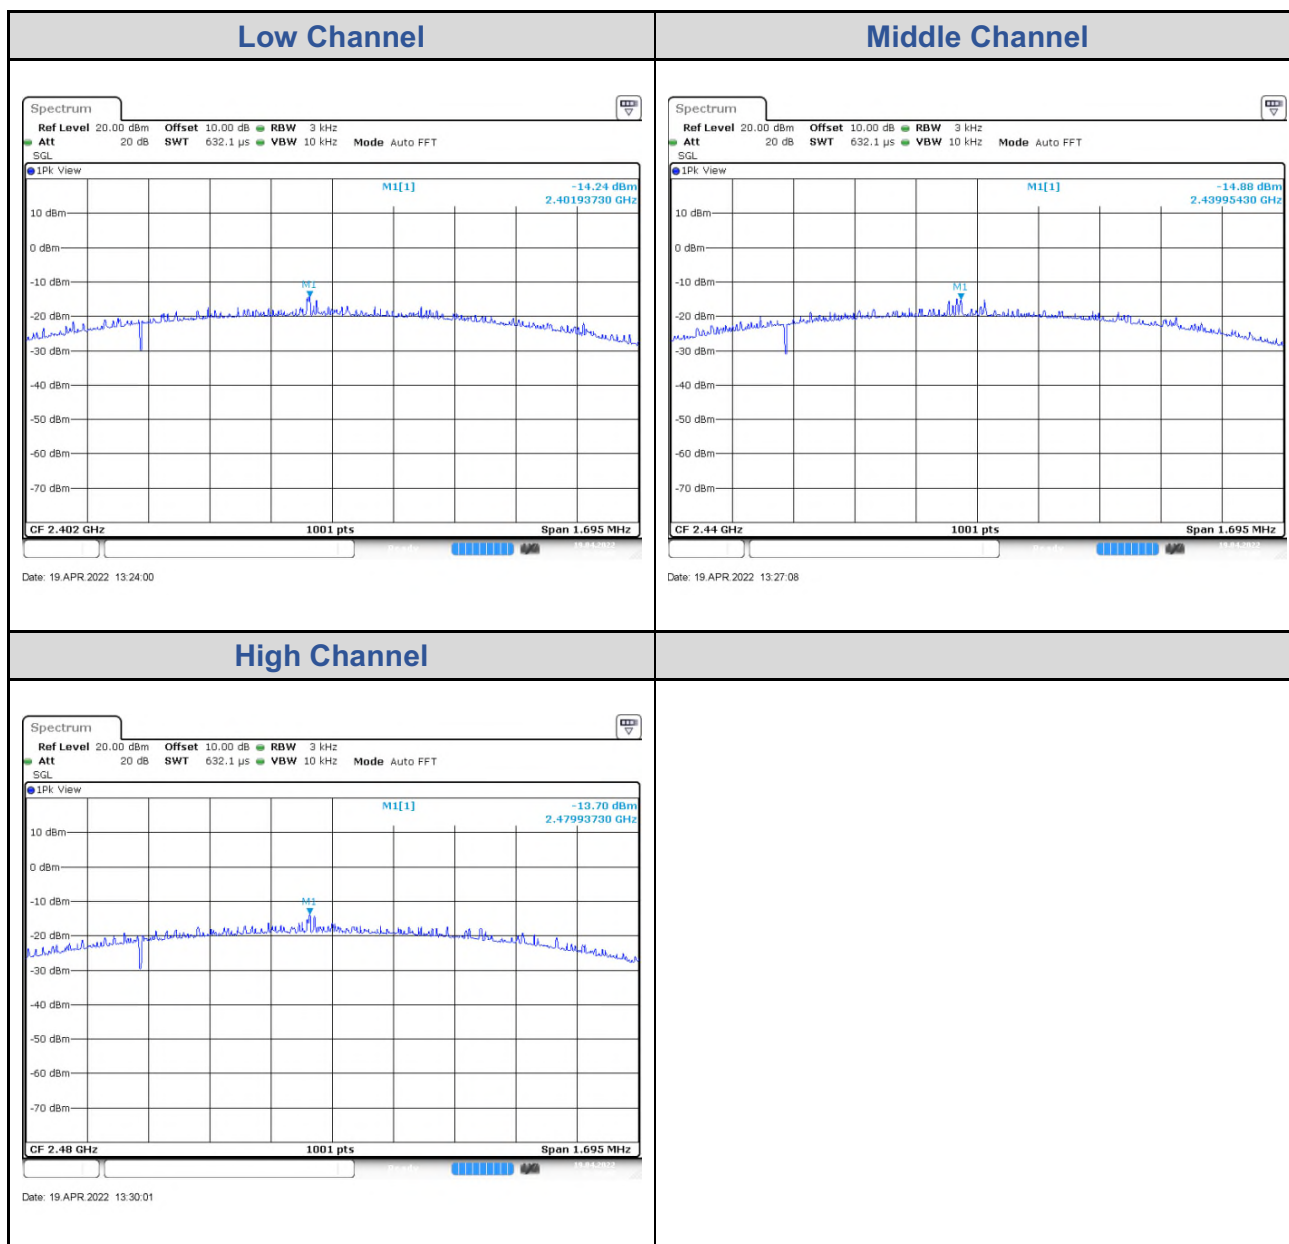 Low Channel
Middle Channel
Spectrum
Ref Level 20.00 dBm Offset 10.00 dB RBW 3 kHz
Att 20 dB SWT 632.1 µs VBW 10 kHz Mode Auto FFT
SGL
1Pk View
M1[1] -14.24 dBm
2.40193730 GHz
10 dBm
0 dBm
-10 dBm
M1
-20 dBm
-30 dBm
-40 dBm
-50 dBm
-60 dBm
-70 dBm
CF 2.402 GHz 1001 pts Span 1.695 MHz
Date: 19.APR.2022 13:24:00
Spectrum
Ref Level 20.00 dBm Offset 10.00 dB RBW 3 kHz
Att 20 dB SWT 632.1 µs VBW 10 kHz Mode Auto FFT
SGL
1Pk View
M1[1] -14.88 dBm
2.43995430 GHz
10 dBm
0 dBm
-10 dBm
M1
-20 dBm
-30 dBm
-40 dBm
-50 dBm
-60 dBm
-70 dBm
CF 2.44 GHz 1001 pts Span 1.695 MHz
Date: 19.APR.2022 13:27:08
High Channel
Spectrum
Ref Level 20.00 dBm Offset 10.00 dB RBW 3 kHz
Att 20 dB SWT 632.1 µs VBW 10 kHz Mode Auto FFT
SGL
1Pk View
M1[1] -13.70 dBm
2.47993730 GHz
10 dBm
0 dBm
-10 dBm
M1
-20 dBm
-30 dBm
-40 dBm
-50 dBm
-60 dBm
-70 dBm
CF 2.48 GHz 1001 pts Span 1.695 MHz
Date: 19.APR.2022 13:30:01